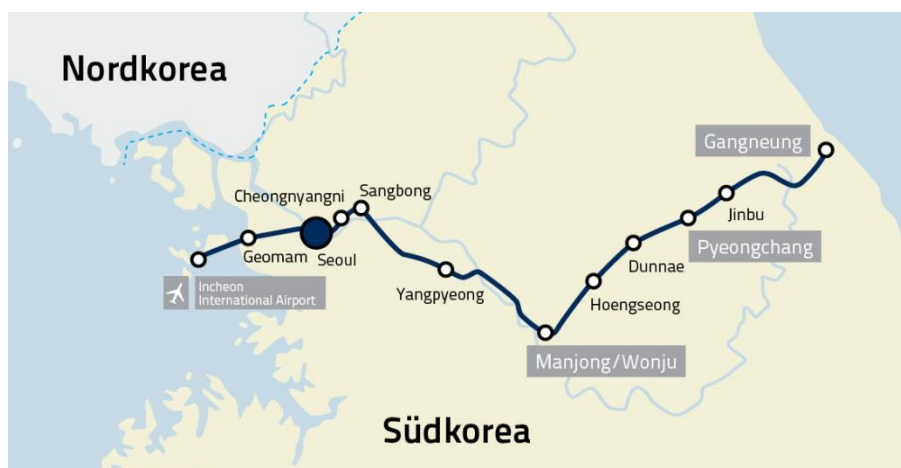 Nordkorea
Gangneung
Cheongnyangni
Sangbong
Jinbu
Geomam
Seoul
Pyeongchang
Dunnae
Incheon
International Airport
Yangpyeong
Hoengseong
Manjong/Wonju
Südkorea